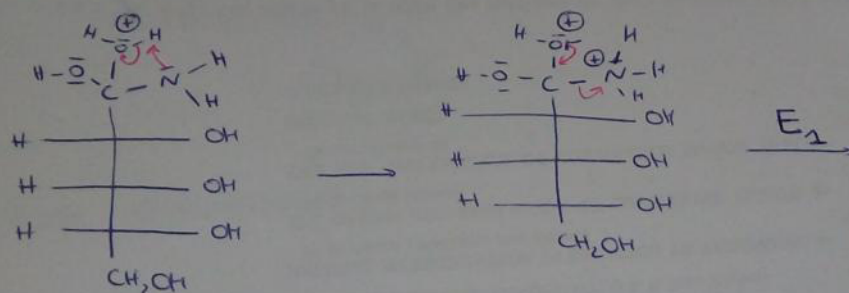 H - O H ⊕
H - O - C - N - H
H
H OH
H OH
H OH
CH₂OH
→
H - O ⊕ H
H - O - C - N ⊕ - H
H
H OH
H OH
H OH
CH₂OH
E₁